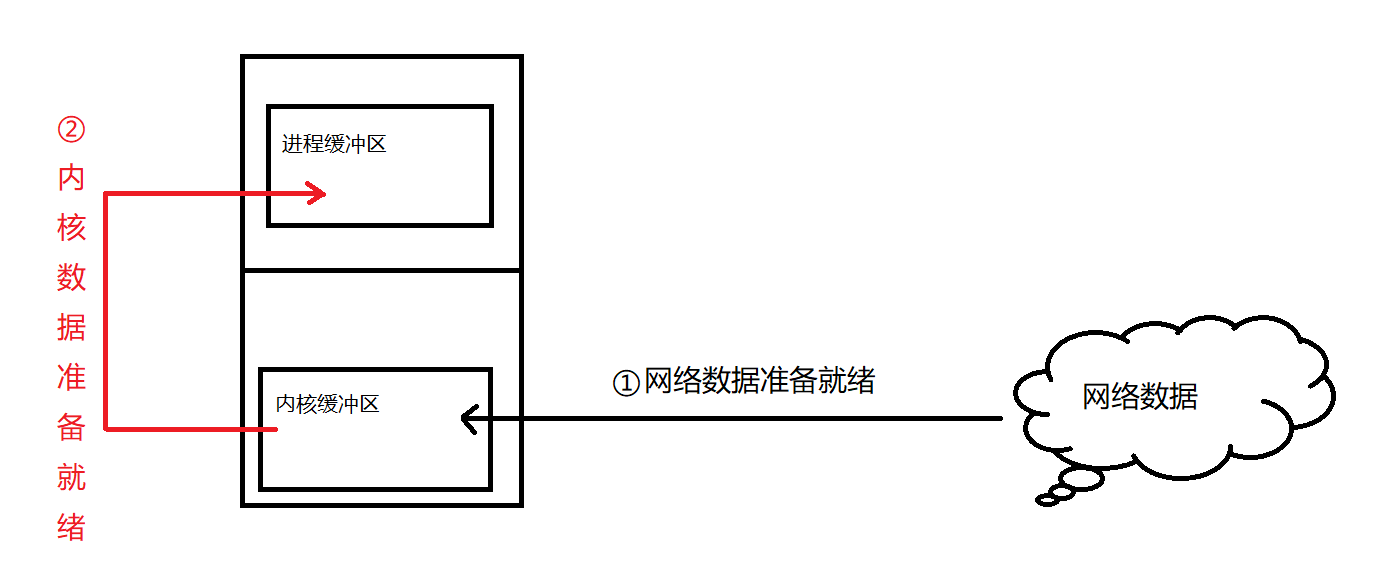 ②内核数据准备就绪
进程缓冲区
内核缓冲区
①网络数据准备就绪
网络数据